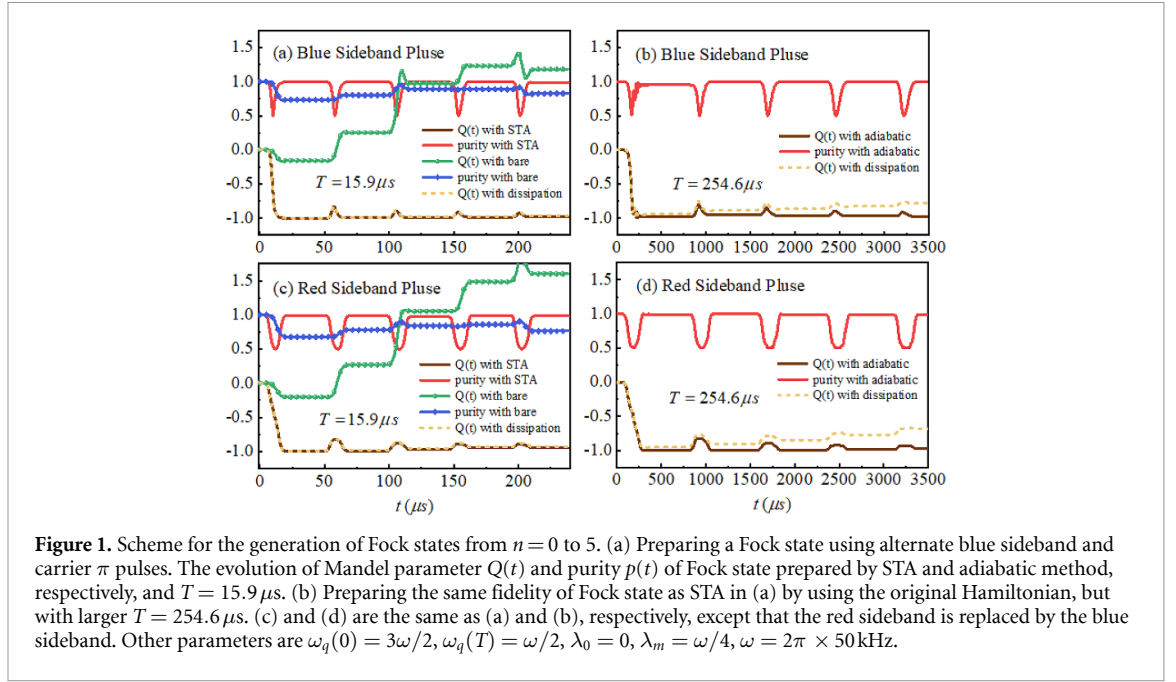 (a) Blue Sideband Pluse
(b) Blue Sideband Pluse
1.5
1.0
0.5
0.0
-0.5
-1.0
Q(t) with STA
purity with STA
Q(t) with bare
purity with bare
Q(t) with dissipation
T = 15.9μs
0 50 100 150 200
1.5
1.0
0.5
0.0
-0.5
-1.0
Q(t) with adiabatic
purity with adiabatic
Q(t) with dissipation
T = 254.6μs
0 500 1000 1500 2000 2500 3000 3500
(c) Red Sideband Pluse
(d) Red Sideband Pluse
1.5
1.0
0.5
0.0
-0.5
-1.0
Q(t) with STA
purity with STA
Q(t) with bare
purity with bare
Q(t) with dissipation
T = 15.9μs
0 50 100 150 200
t (μs)
1.5
1.0
0.5
0.0
-0.5
-1.0
Q(t) with adiabatic
purity with adiabatic
Q(t) with dissipation
T = 254.6μs
0 500 1000 1500 2000 2500 3000 3500
t (μs)
Figure 1. Scheme for the generation of Fock states from n = 0 to 5. (a) Preparing a Fock state using alternate blue sideband and
carrier π pulses. The evolution of Mandel parameter Q(t) and purity p(t) of Fock state prepared by STA and adiabatic method,
respectively, and T = 15.9 μs. (b) Preparing the same fidelity of Fock state as STA in (a) by using the original Hamiltonian, but
with larger T = 254.6 μs. (c) and (d) are the same as (a) and (b), respectively, except that the red sideband is replaced by the blue
sideband. Other parameters are ω_q(0) = 3ω/2, ω_q(T) = ω/2, λ₀ = 0, λ_m = ω/4, ω = 2π × 50 kHz.